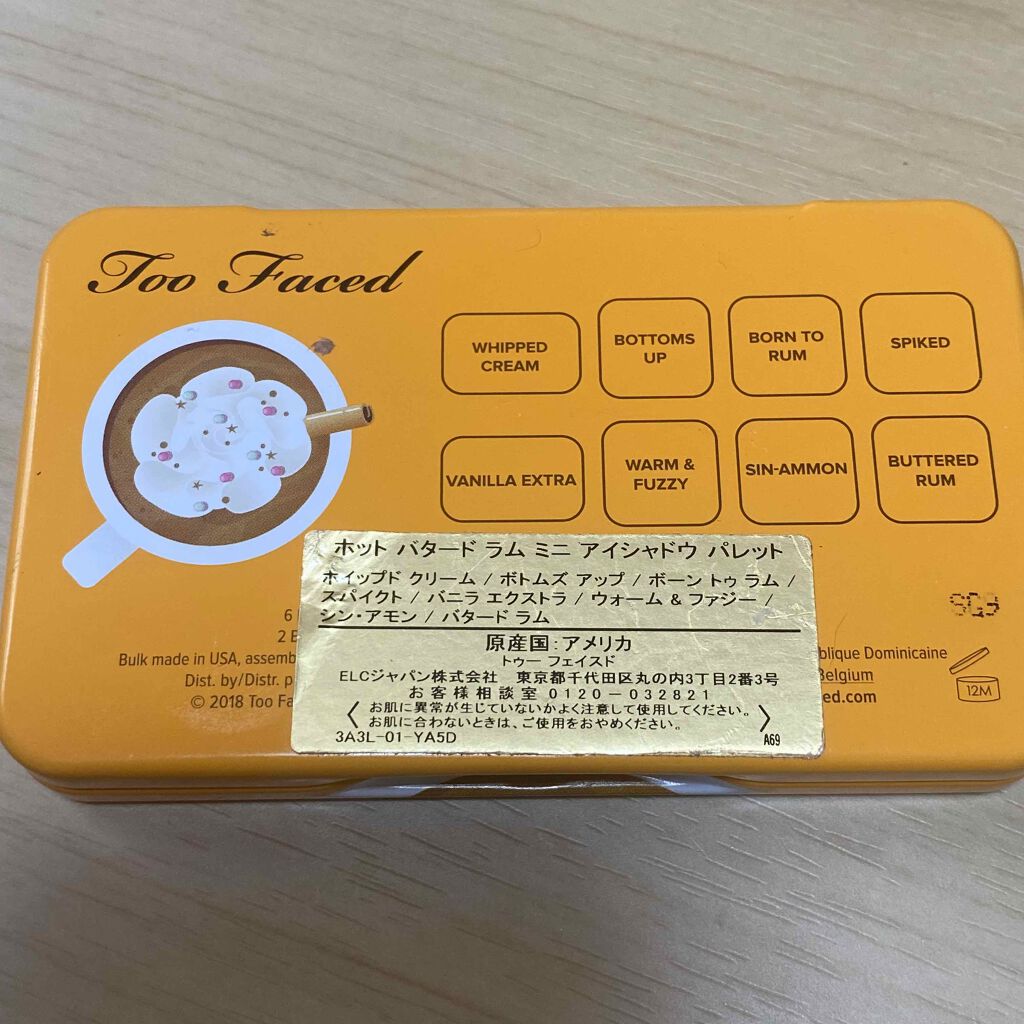 Too Faced
WHIPPED
CREAM
BOTTOMS
UP
BORN TO
RUM
SPIKED
VANILLA EXTRA
WARM &
FUZZY
SIN-AMMON
BUTTERED
RUM
ホット バタード ラム ミニ アイシャドウ パレット
ホイップド クリーム / ボトムズ アップ / ボーン トゥ ラム /
スパイクト / バニラ エクストラ / ウォーム & ファジー /
シン・アモン / バタード ラム
原産国:アメリカ
トゥー フェイスド
ELCジャパン株式会社 東京都千代田区丸の内3丁目2番3号
お客様相談室 0120-032821
お肌に異常が生じていないかよく注意して使用してください。
お肌に合わないときは、ご使用をおやめください。
3A3L-01-YA5D A69
6
2
Bulk made in USA, Dominicaine
Dist. by/Distr. Belgium
© 2018 Too
12M